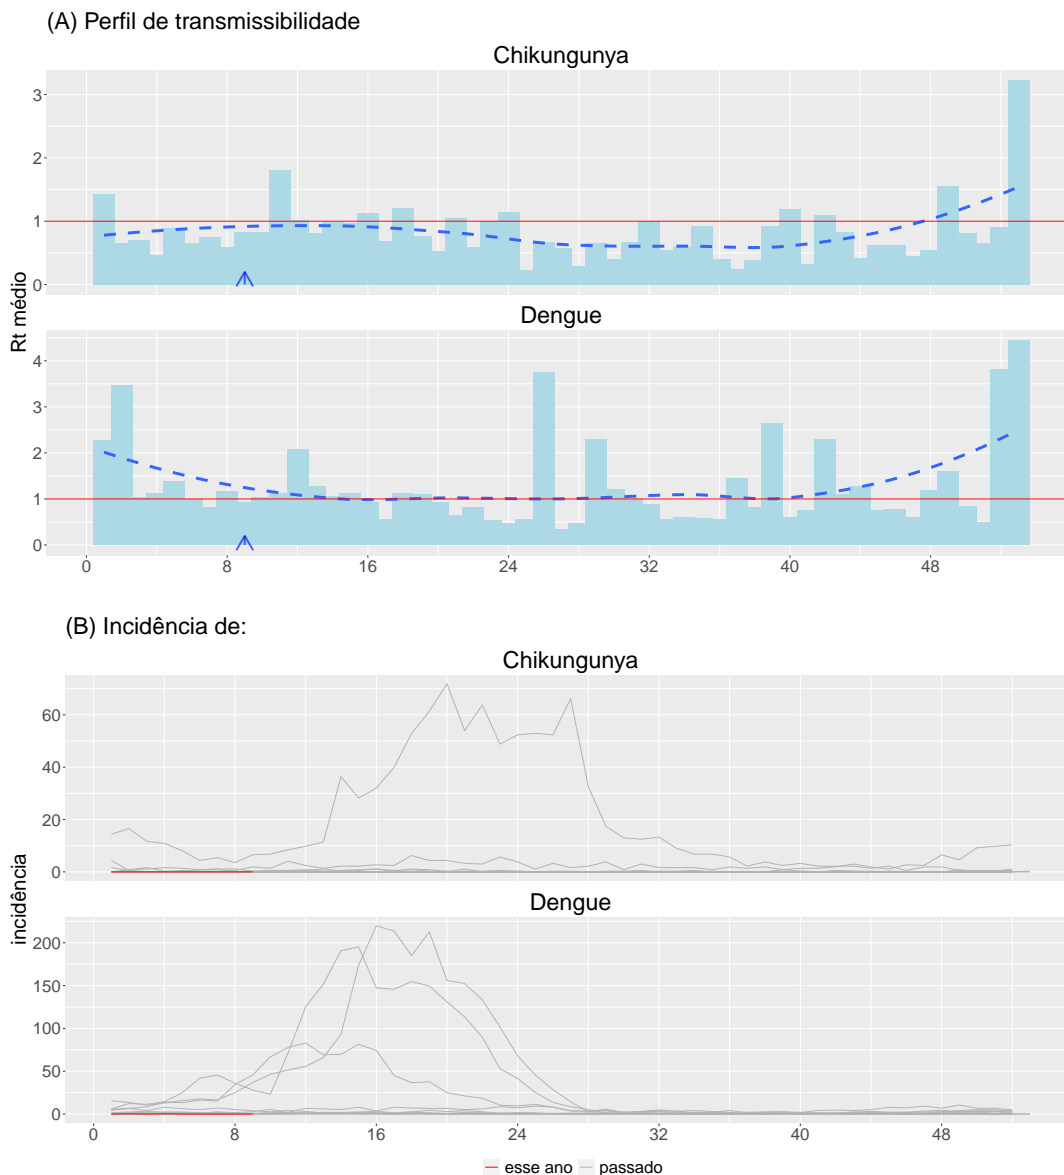 (A) Perfil de transmissibilidade
Chikungunya
3
2
1
0
Rt médio
Dengue
4
3
2
1
0
0 8 16 24 32 40 48
(B) Incidência de:
Chikungunya
60
40
20
0
incidência
Dengue
200
150
100
50
0
0 8 16 24 32 40 48
esse ano passado